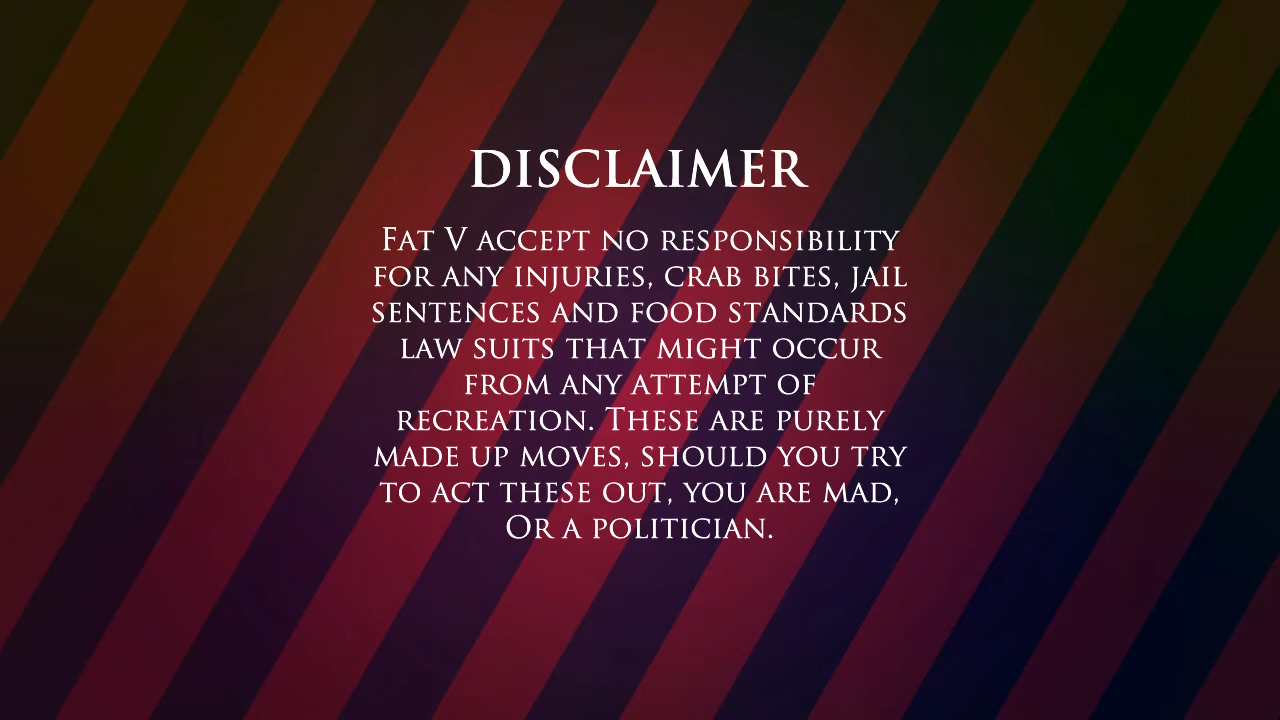 DISCLAIMER
FAT V ACCEPT NO RESPONSIBILITY
FOR ANY INJURIES, CRAB BITES, JAIL
SENTENCES AND FOOD STANDARDS
LAW SUITS THAT MIGHT OCCUR
FROM ANY ATTEMPT OF
RECREATION. THESE ARE PURELY
MADE UP MOVES, SHOULD YOU TRY
TO ACT THESE OUT, YOU ARE MAD,
OR A POLITICIAN.